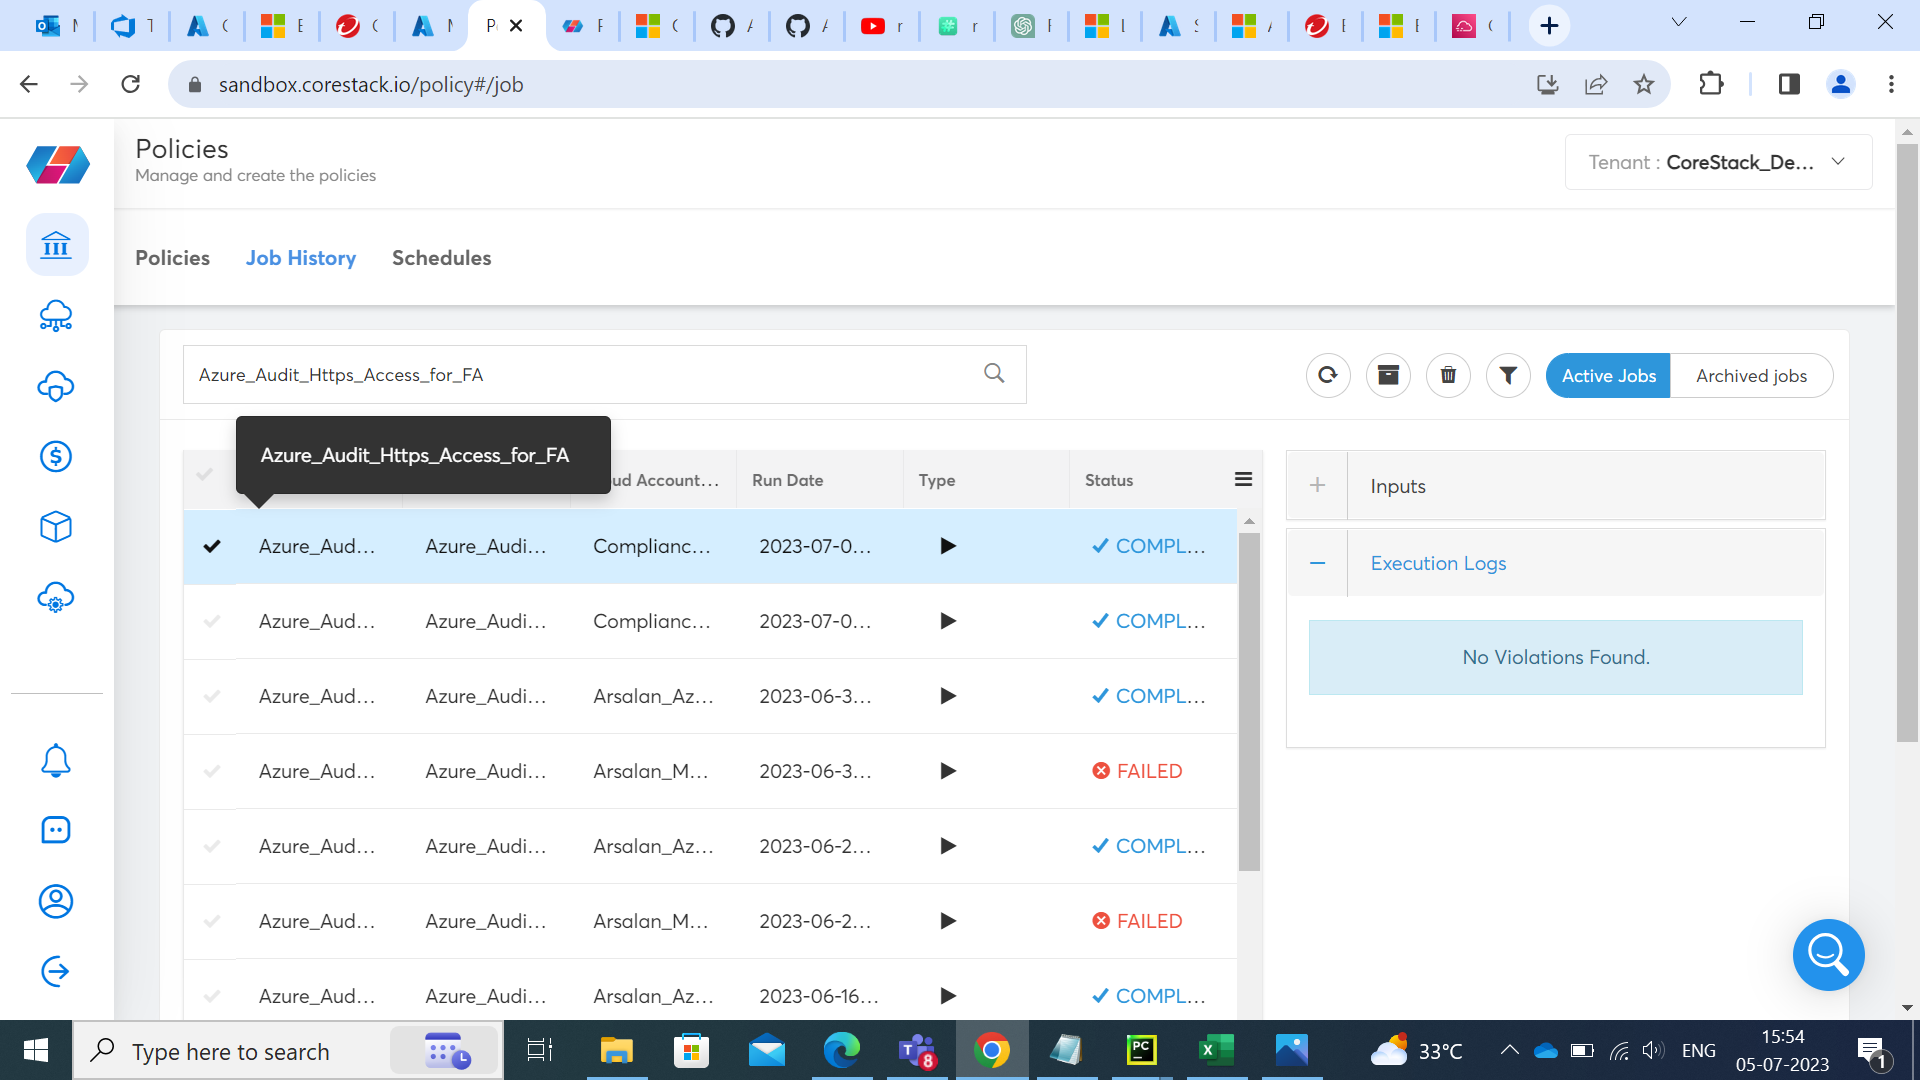 sandbox.corestack.io/policy#/job
Policies
Manage and create the policies
Tenant : CoreStack_De...
Policies Job History Schedules
Azure_Audit_Https_Access_for_FA
Active Jobs Archived jobs
Azure_Audit_Https_Access_for_FA
ud Account... Run Date Type Status
Inputs
Azure_Aud... Azure_Audi... Complianc... 2023-07-0... COMPL...
Execution Logs
Azure_Aud... Azure_Audi... Complianc... 2023-07-0... COMPL...
No Violations Found.
Azure_Aud... Azure_Audi... Arsalan_Az... 2023-06-3... COMPL...
Azure_Aud... Azure_Audi... Arsalan_M... 2023-06-3... FAILED
Azure_Aud... Azure_Audi... Arsalan_Az... 2023-06-2... COMPL...
Azure_Aud... Azure_Audi... Arsalan_M... 2023-06-2... FAILED
Azure_Aud... Azure_Audi... Arsalan_Az... 2023-06-16... COMPL...
Type here to search
8
PC
33°C
ENG
15:54
05-07-2023
1